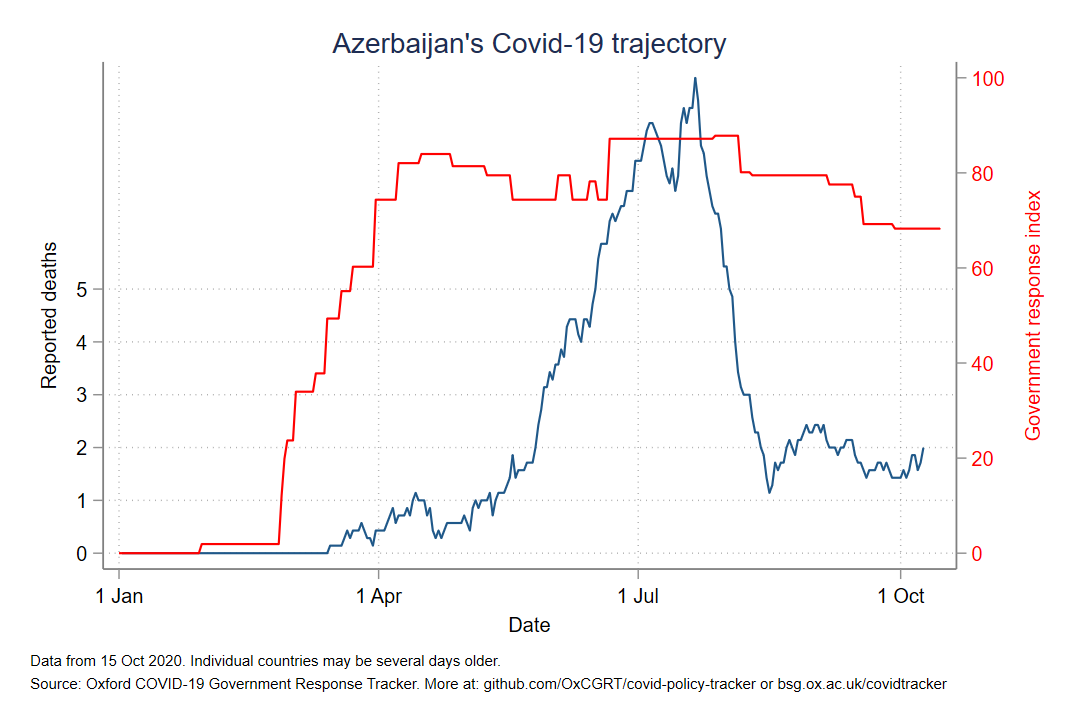 Azerbaijan's Covid-19 trajectory
100
80
60
40
20
0
Government response index
5
4
3
2
1
0
Reported deaths
1 Jan
1 Apr
1 Jul
1 Oct
Date
Data from 15 Oct 2020. Individual countries may be several days older.
Source: Oxford COVID-19 Government Response Tracker. More at: github.com/OxCGRT/covid-policy-tracker or bsg.ox.ac.uk/covidtracker